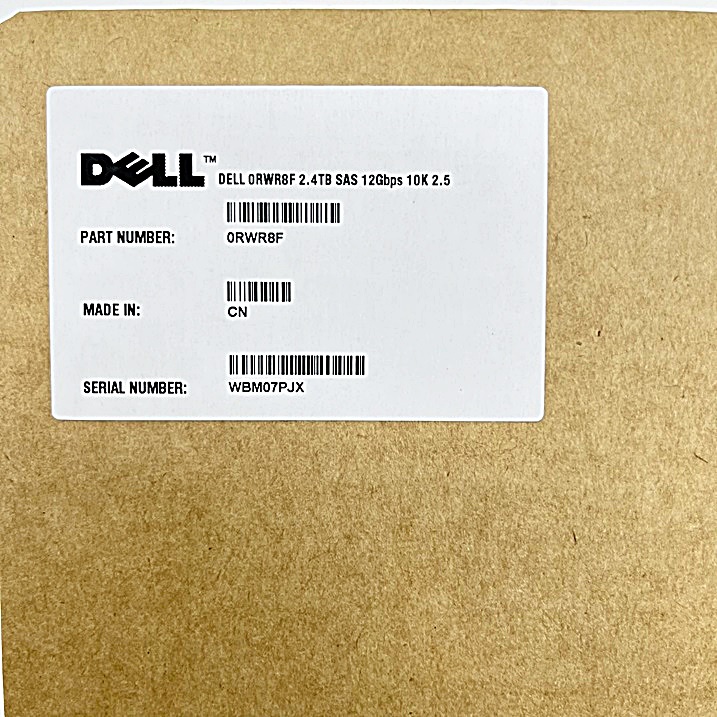 DELL™ DELL 0RWR8F 2.4TB SAS 12Gbps 10K 2.5
PART NUMBER: 0RWR8F
MADE IN: CN
SERIAL NUMBER: WBM07PJX